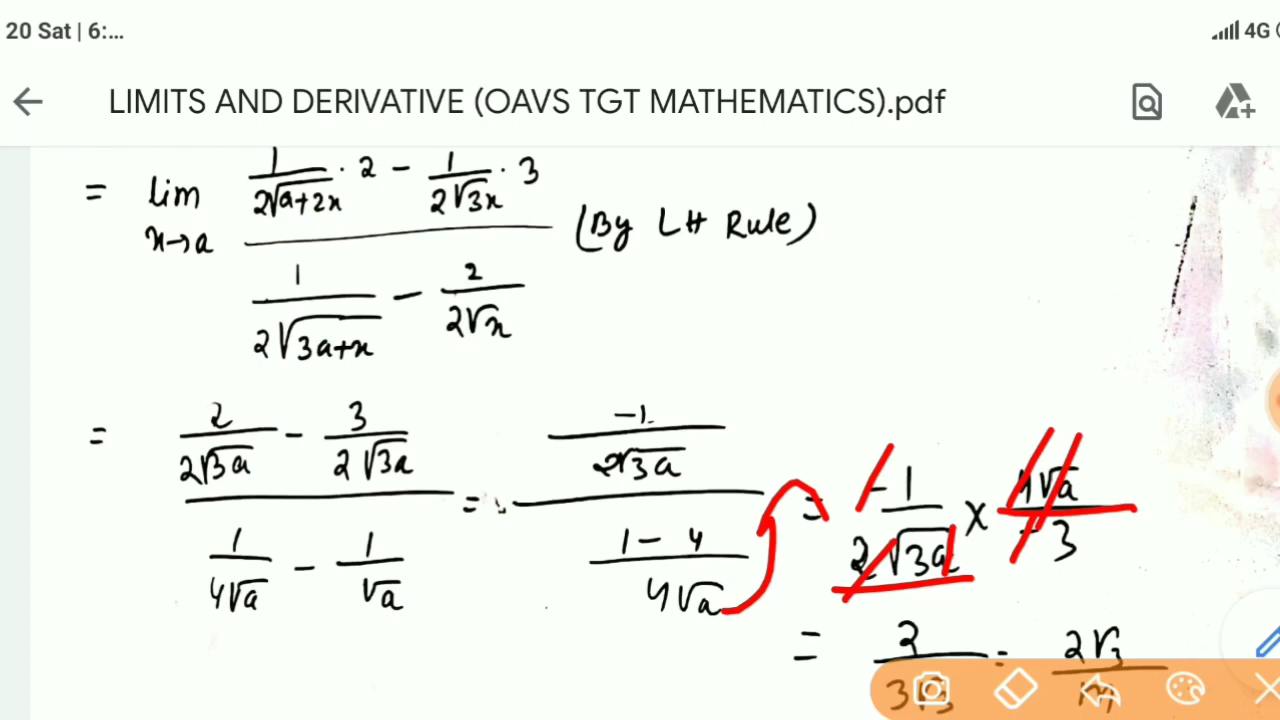 20 Sat | 6:... 4G
LIMITS AND DERIVATIVE (OAVS TGT MATHEMATICS).pdf
= lim x→a (1/(2√(a+2x)) · 2 − 1/(2√3x) · 3) / (1/(2√(3a+x)) − 2/(2√x)) (By LH Rule)
= (2/(2√3a) − 3/(2√3a)) / (1/(4√a) − 1/√a) = (−1/(2√3a)) / ((1−4)/(4√a)) = −1/(2√3a) × 4√a/−3
= 2/(3√3) = 2√3